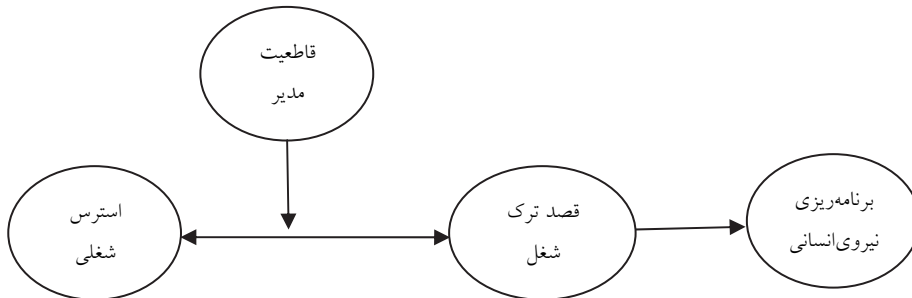 قاطعیت
مدیر
برنامه‌ریزی
نیروی‌انسانی
قصد ترک
شغل
استرس
شغلی